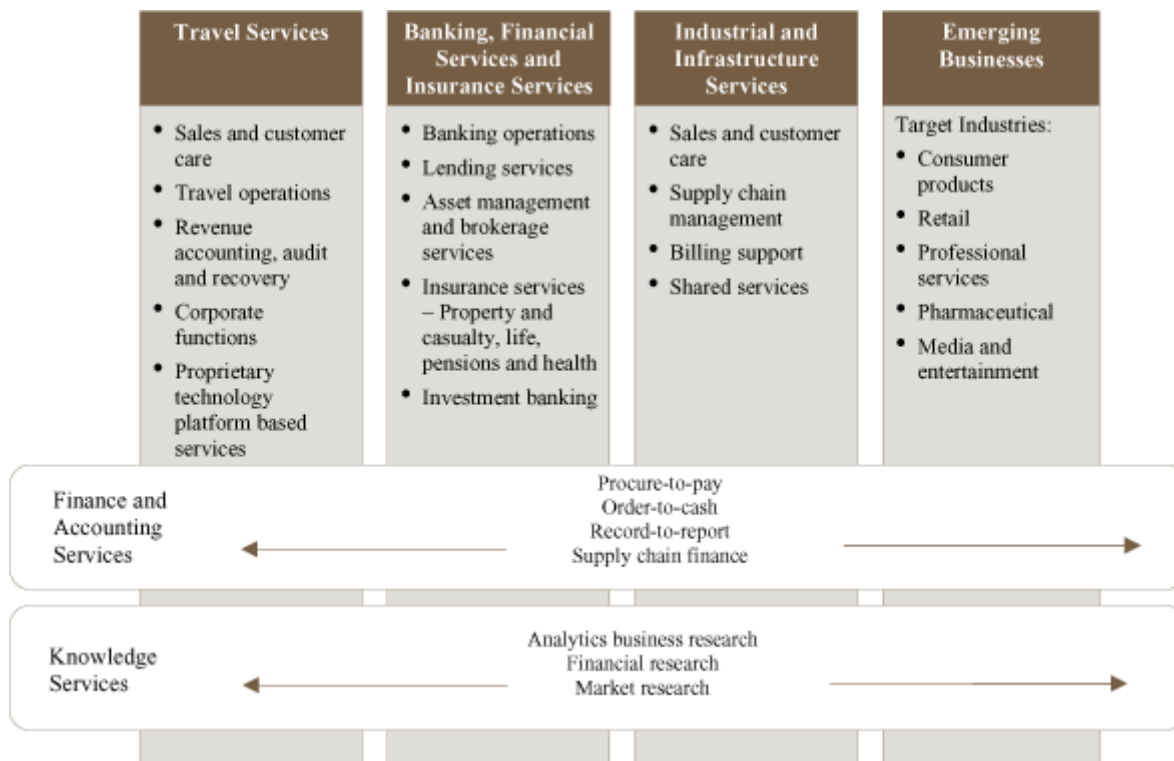 Travel Services
• Sales and customer
care
• Travel operations
• Revenue
accounting, audit
and recovery
• Corporate
functions
• Proprietary
technology
platform based
services
Banking, Financial
Services and
Insurance Services
• Banking operations
• Lending services
• Asset management
and brokerage
services
• Insurance services
– Property and
casualty, life,
pensions and health
• Investment banking
Industrial and
Infrastructure
Services
• Sales and customer
care
• Supply chain
management
• Billing support
• Shared services
Emerging
Businesses
Target Industries:
• Consumer
products
• Retail
• Professional
services
• Pharmaceutical
• Media and
entertainment
Finance and
Accounting
Services
Procure-to-pay
Order-to-cash
Record-to-report
Supply chain finance
Knowledge
Services
Analytics business research
Financial research
Market research